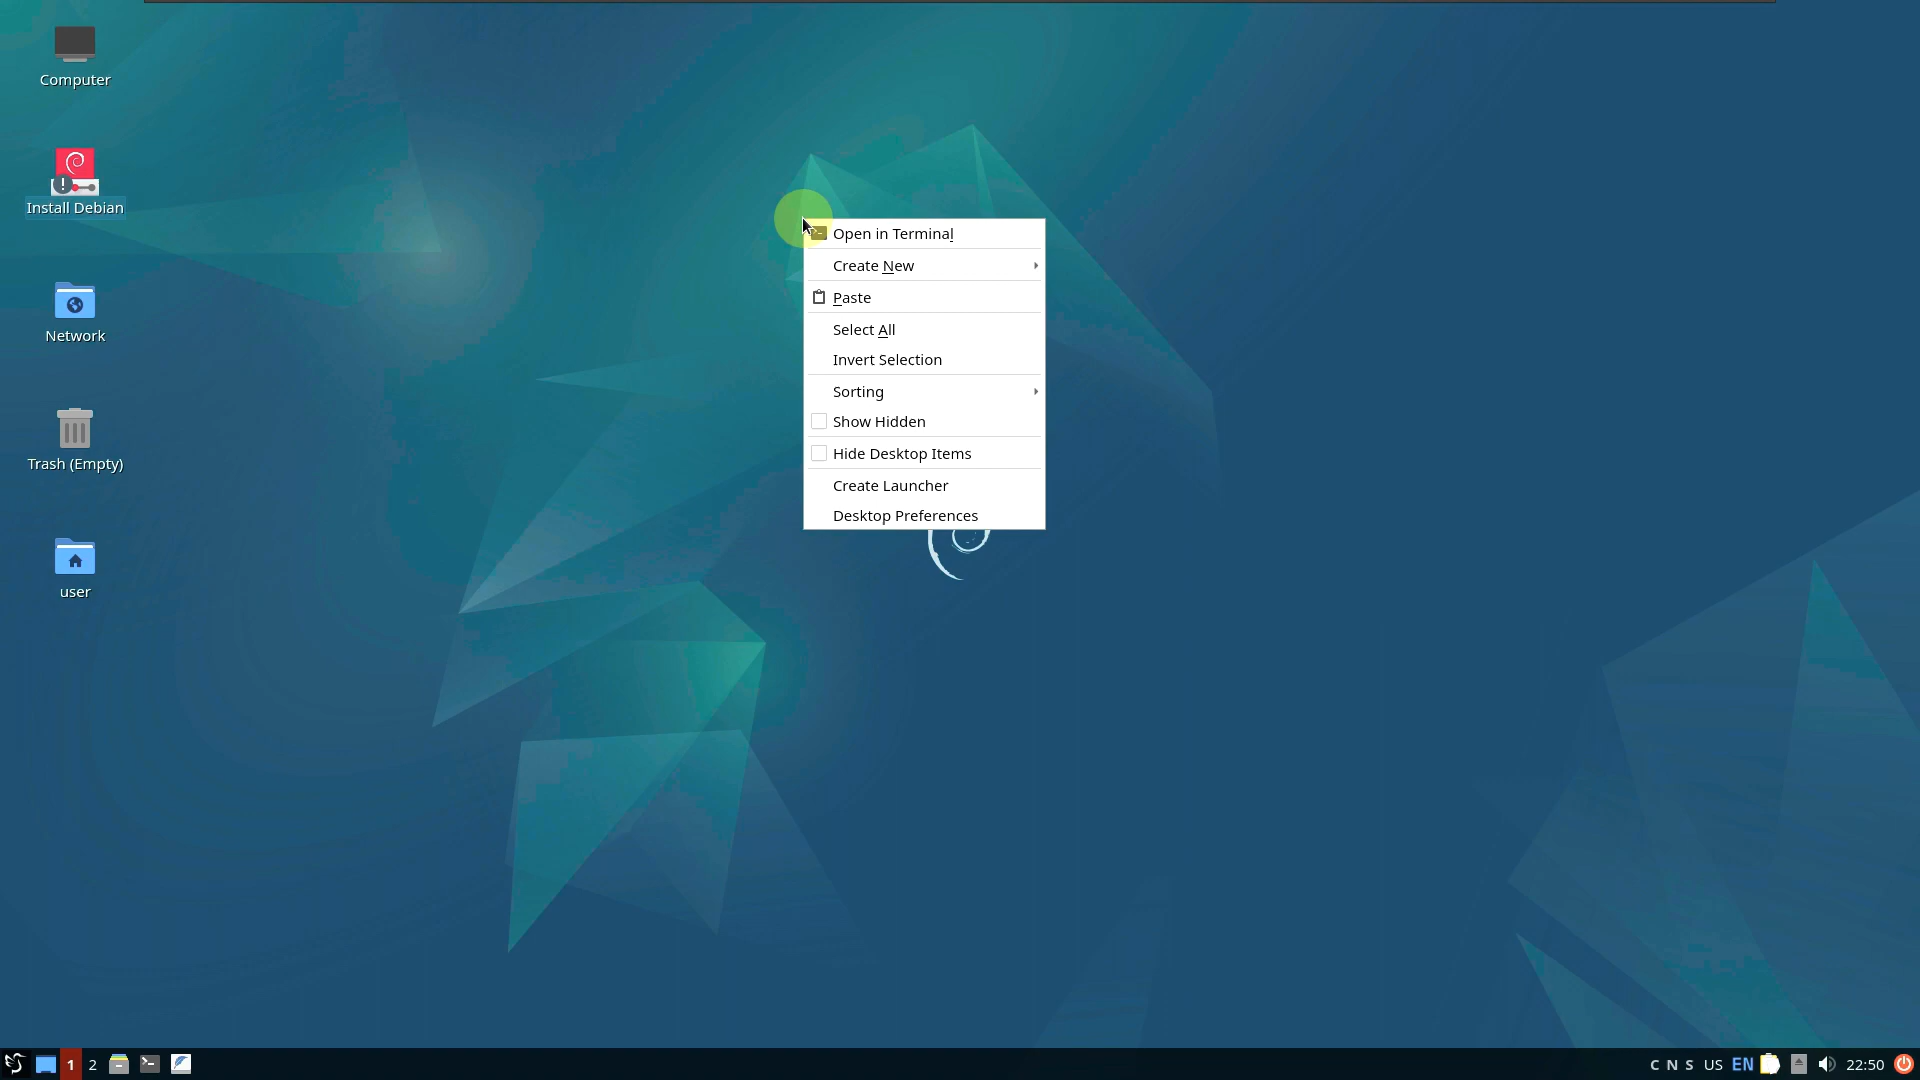 Computer
Install Debian
Network
Trash (Empty)
user
Open in Terminal
Create New
Paste
Select All
Invert Selection
Sorting
Show Hidden
Hide Desktop Items
Create Launcher
Desktop Preferences
1 2 C N S US EN 22:50